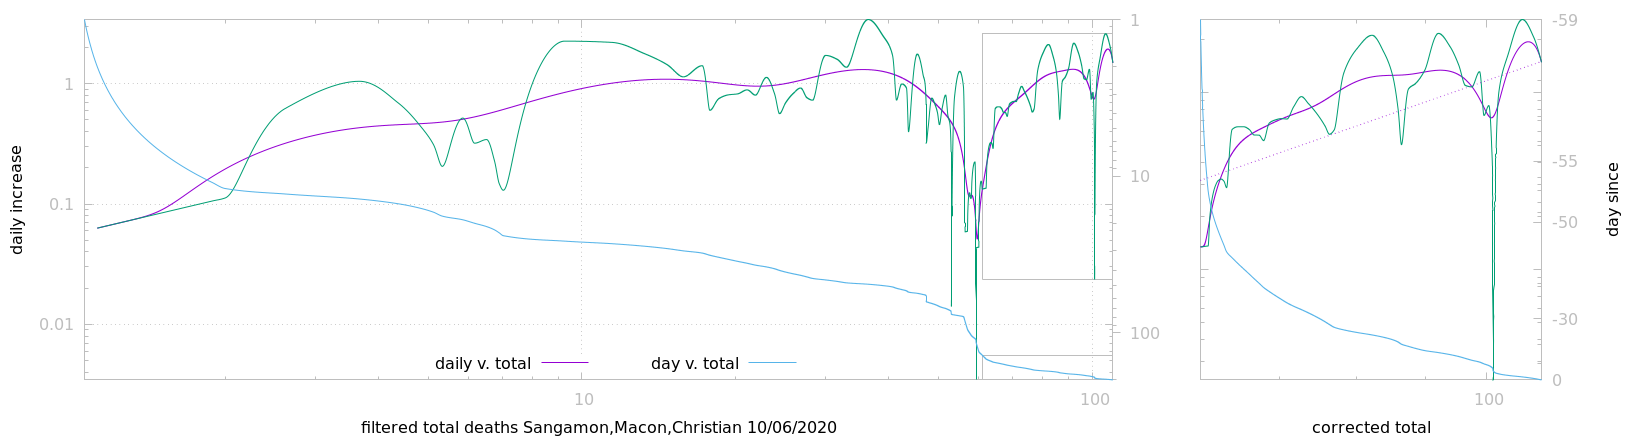 daily increase
1
0.1
0.01
10
100
1
10
100
daily v. total
day v. total
filtered total deaths Sangamon,Macon,Christian 10/06/2020
-59
-55
-50
-30
0
day since
100
corrected total